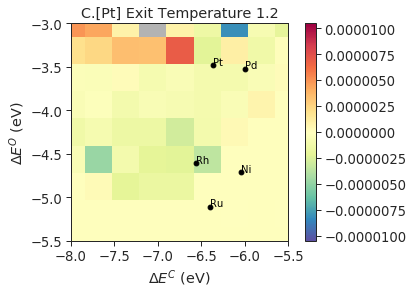 C.[Pt] Exit Temperature 1.2
−3.0
−3.5
−4.0
−4.5
−5.0
−5.5
ΔE^O (eV)
Pt
Pd
Rh
Ni
Ru
−8.0 −7.5 −7.0 −6.5 −6.0 −5.5
ΔE^C (eV)
0.0000100
0.0000075
0.0000050
0.0000025
0.0000000
−0.0000025
−0.0000050
−0.0000075
−0.0000100